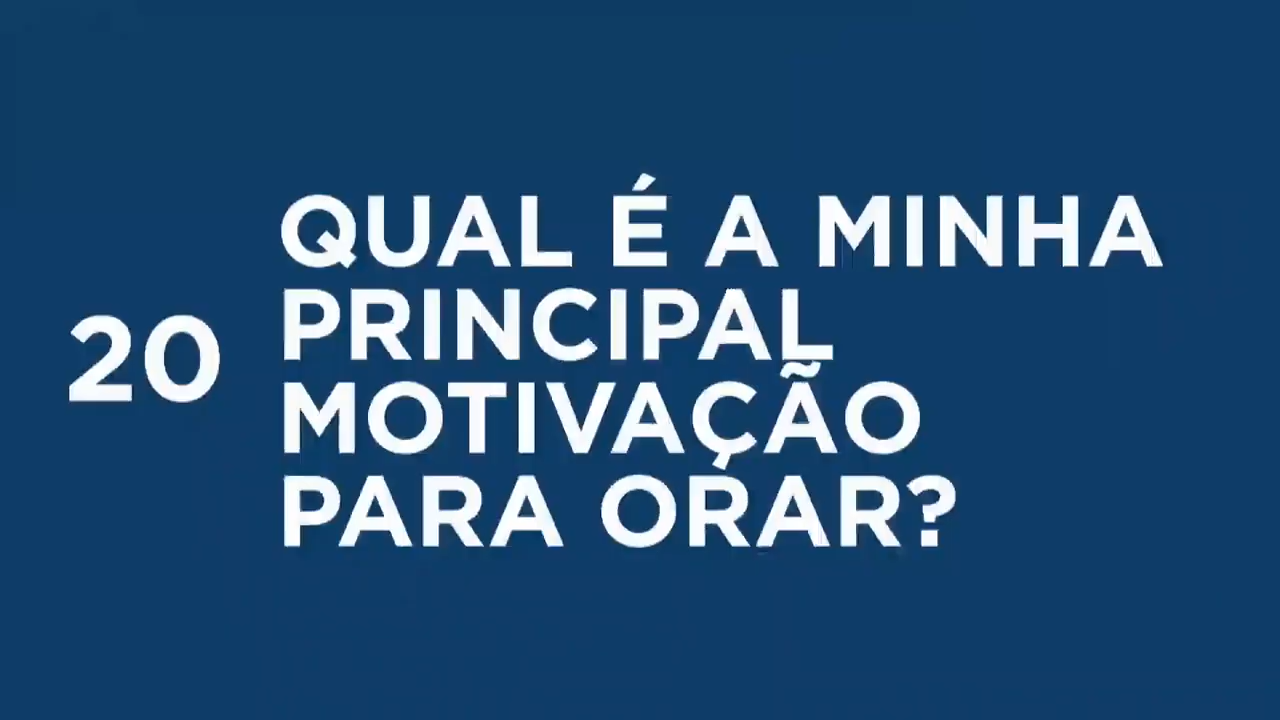 20
QUAL É A MINHA
PRINCIPAL
MOTIVAÇÃO
PARA ORAR?